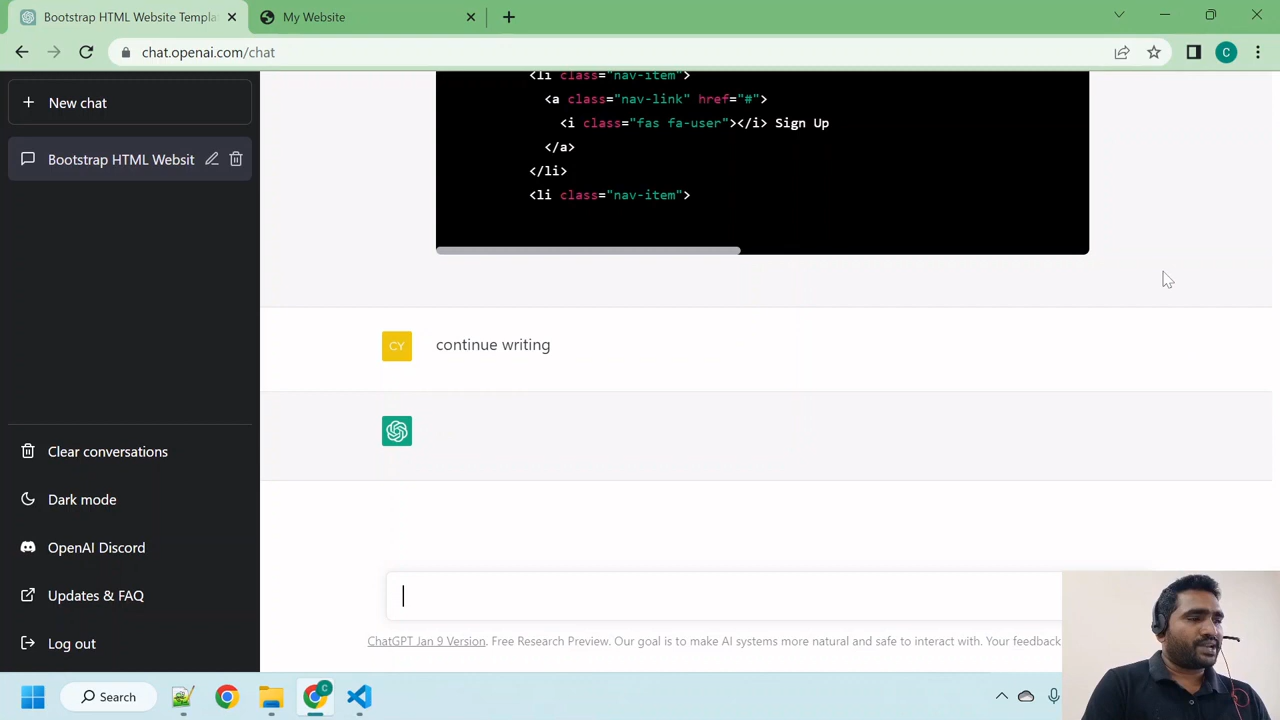 Bootstrap HTML Website Templa
My Website
chat.openai.com/chat
C
New chat
Bootstrap HTML Websit
Clear conversations
Dark mode
OpenAI Discord
Updates & FAQ
Log out
<li class="nav-item">
<a class="nav-link" href="#">
<i class="fas fa-user"></i> Sign Up
</a>
</li>
<li class="nav-item">
CY
continue writing
ChatGPT Jan 9 Version. Free Research Preview. Our goal is to make AI systems more natural and safe to interact with. Your feedback
Search
C